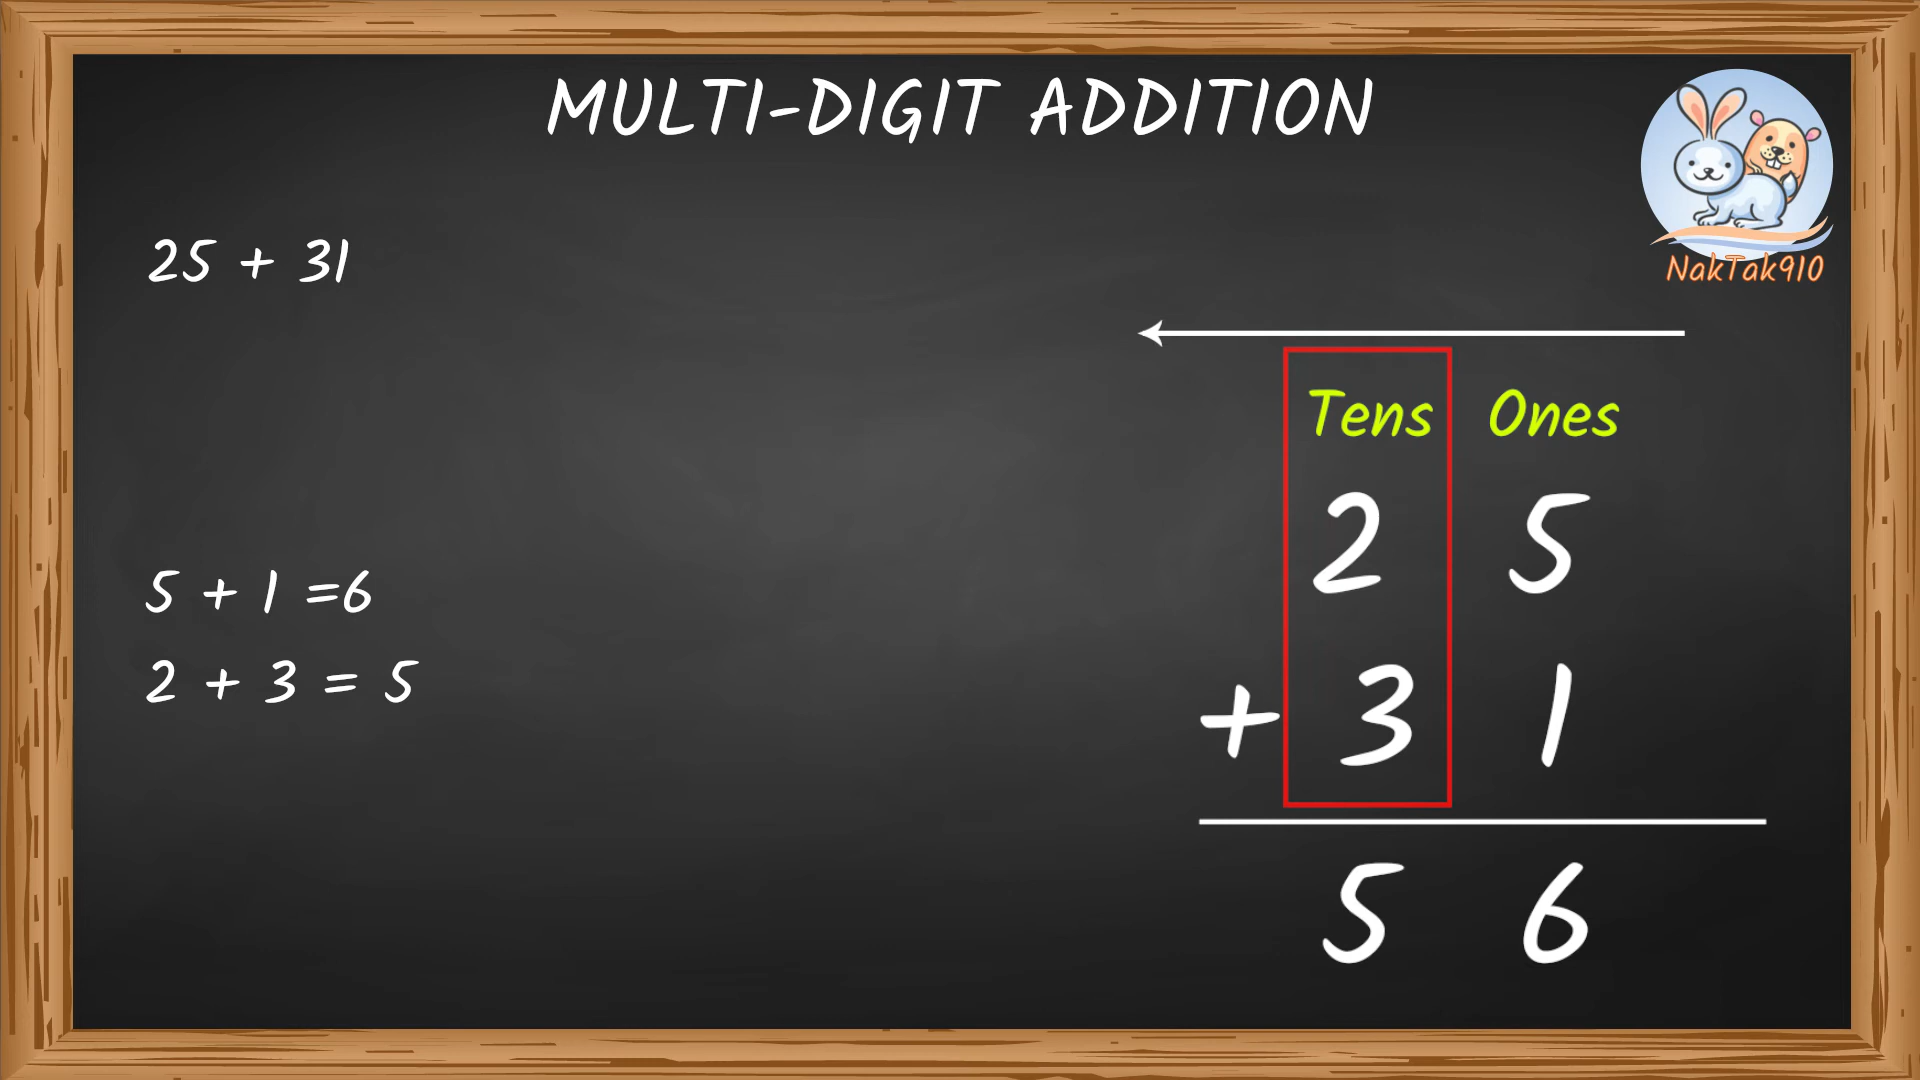 MULTI-DIGIT ADDITION
NakTak910
25 + 31
Tens Ones
2 5
+ 3 1
5 6
5 + 1 =6
2 + 3 = 5